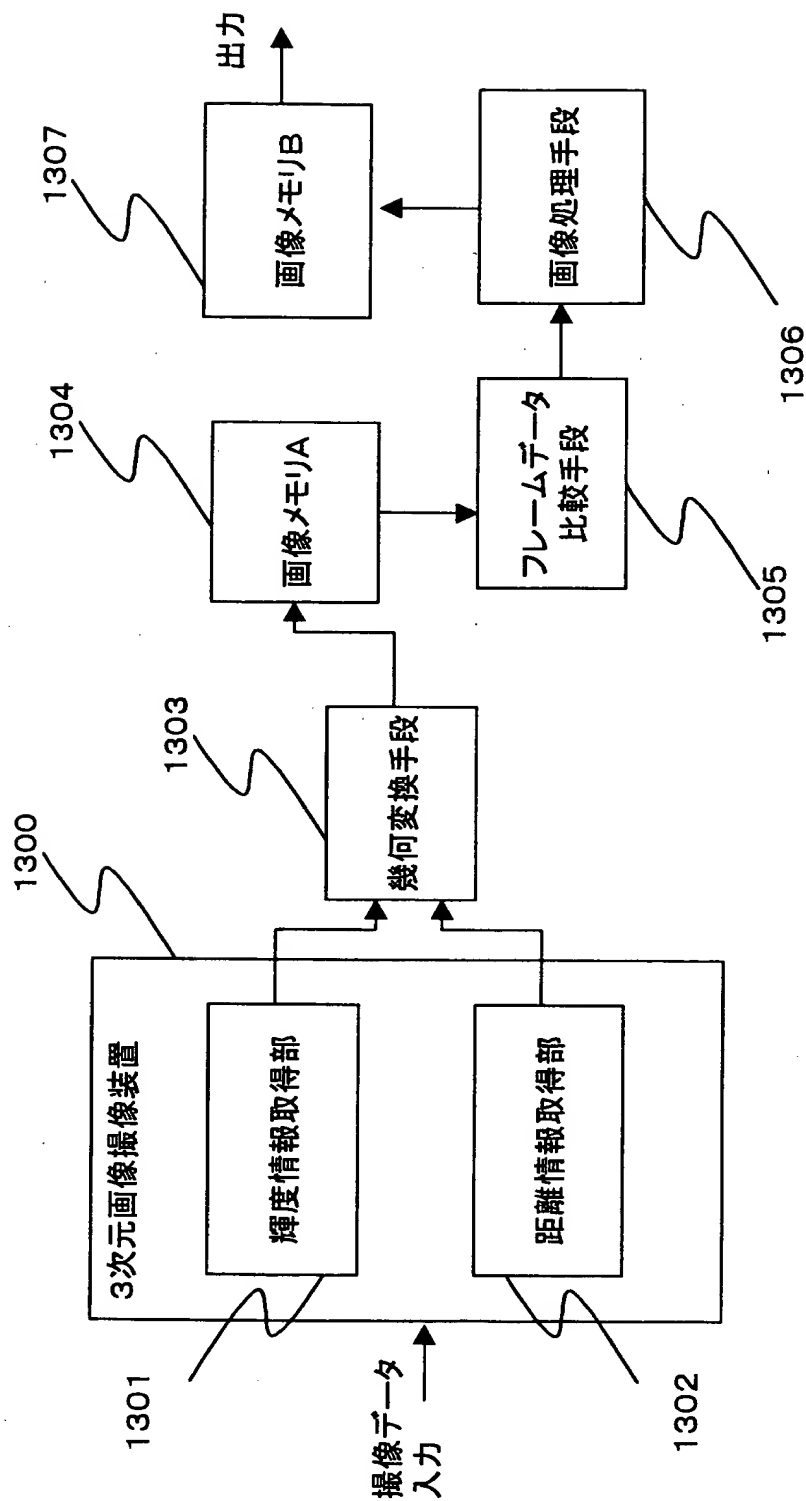 1300
3次元画像撮像装置
撮像データ
入力
1301
輝度情報取得部
1302
距離情報取得部
1303
幾何変換手段
1304
画像メモリA
1305
フレームデータ
比較手段
1306
画像処理手段
1307
画像メモリB
出力